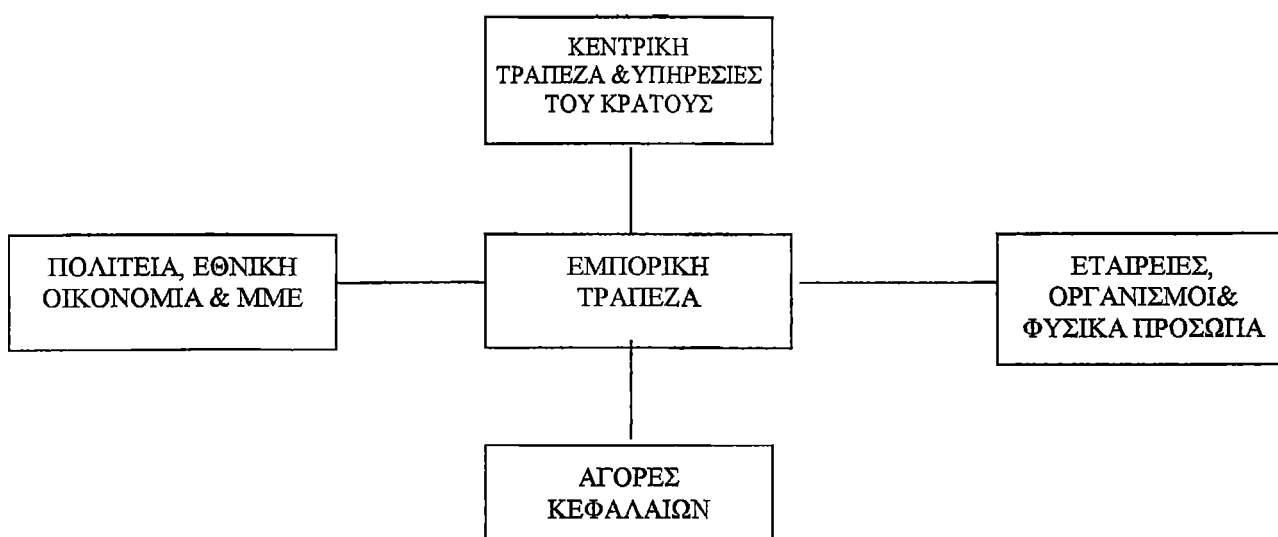 ΚΕΝΤΡΙΚΗ
ΤΡΑΠΕΖΑ &ΥΠΗΡΕΣΙΕΣ
ΤΟΥ ΚΡΑΤΟΥΣ
ΠΟΛΙΤΕΙΑ, ΕΘΝΙΚΗ
ΟΙΚΟΝΟΜΙΑ & ΜΜΕ
ΕΜΠΟΡΙΚΗ
ΤΡΑΠΕΖΑ
ΕΤΑΙΡΕΙΕΣ,
ΟΡΓΑΝΙΣΜΟΙ&
ΦΥΣΙΚΑ ΠΡΟΣΩΠΑ
ΑΓΟΡΕΣ
ΚΕΦΑΛΑΙΩΝ